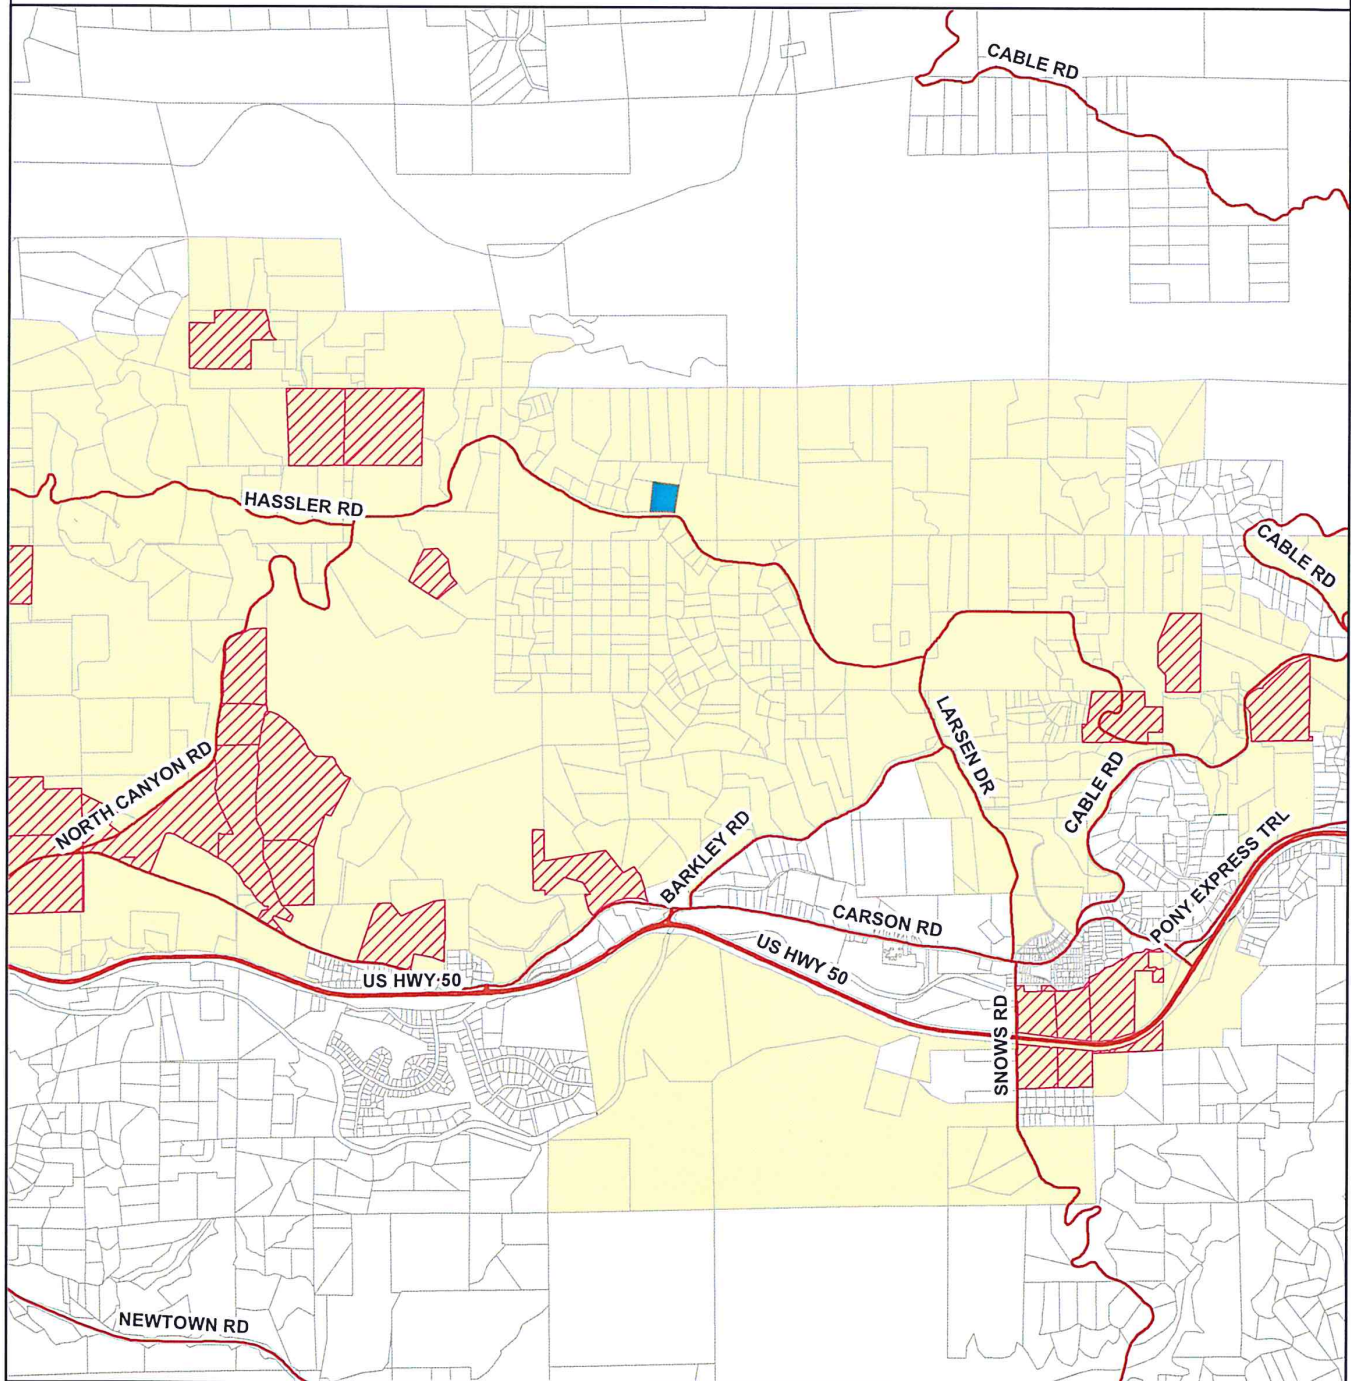 CABLE RD
HASSLER RD
CABLE RD
NORTH CANYON RD
LARSEN DR
CABLE RD
BARKLEY RD
PONY EXPRESS TRL
CARSON RD
US HWY 50
US HWY 50
SNOWS RD
NEWTOWN RD